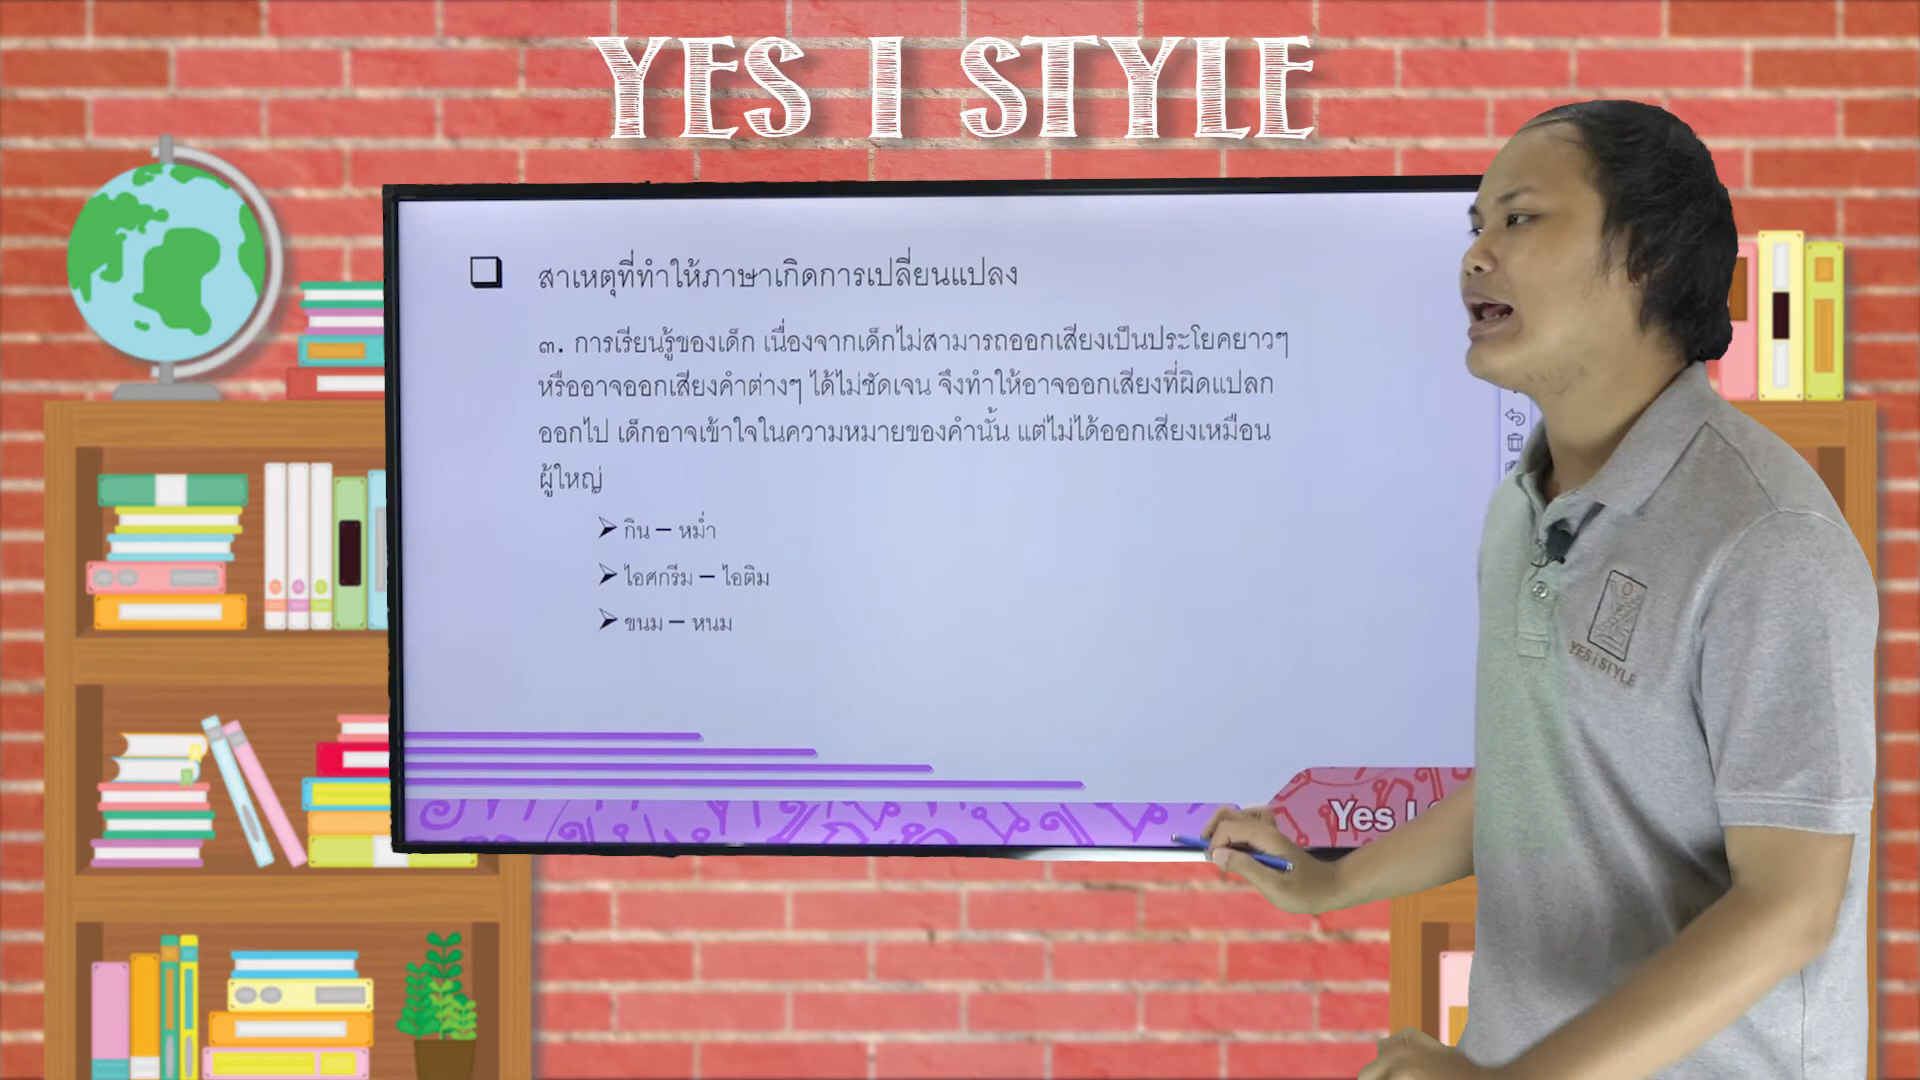 YES I STYLE
สาเหตุที่ทำให้ภาษาเกิดการเปลี่ยนแปลง
๓. การเรียนรู้ของเด็ก เนื่องจากเด็กไม่สามารถออกเสียงเป็นประโยคยาวๆ
หรืออาจออกเสียงคำต่างๆ ได้ไม่ชัดเจน จึงทำให้อาจออกเสียงที่ผิดแปลก
ออกไป เด็กอาจเข้าใจในความหมายของคำนั้น แต่ไม่ได้ออกเสียงเหมือน
ผู้ใหญ่
กิน – หม่ำ
ไอศกรีม – ไอติม
ขนม – หนม
Yes I
YES i STYLE